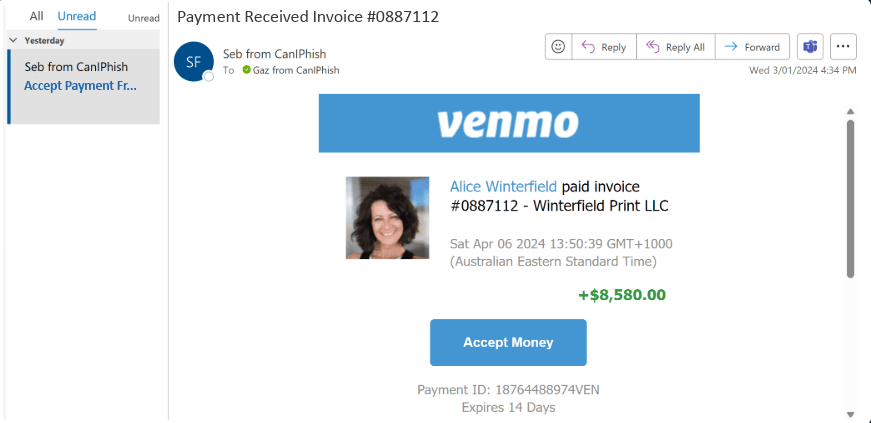 All Unread Unread
Yesterday
Seb from CanIPhish
Accept Payment Fr...
Payment Received Invoice #0887112
SF
Seb from CanIPhish
To Gaz from CanIPhish
Reply Reply All Forward
Wed 3/01/2024 4:34 PM
venmo
Alice Winterfield paid invoice
#0887112 - Winterfield Print LLC
Sat Apr 06 2024 13:50:39 GMT+1000
(Australian Eastern Standard Time)
+$8,580.00
Accept Money
Payment ID: 18764488974VEN
Expires 14 Days